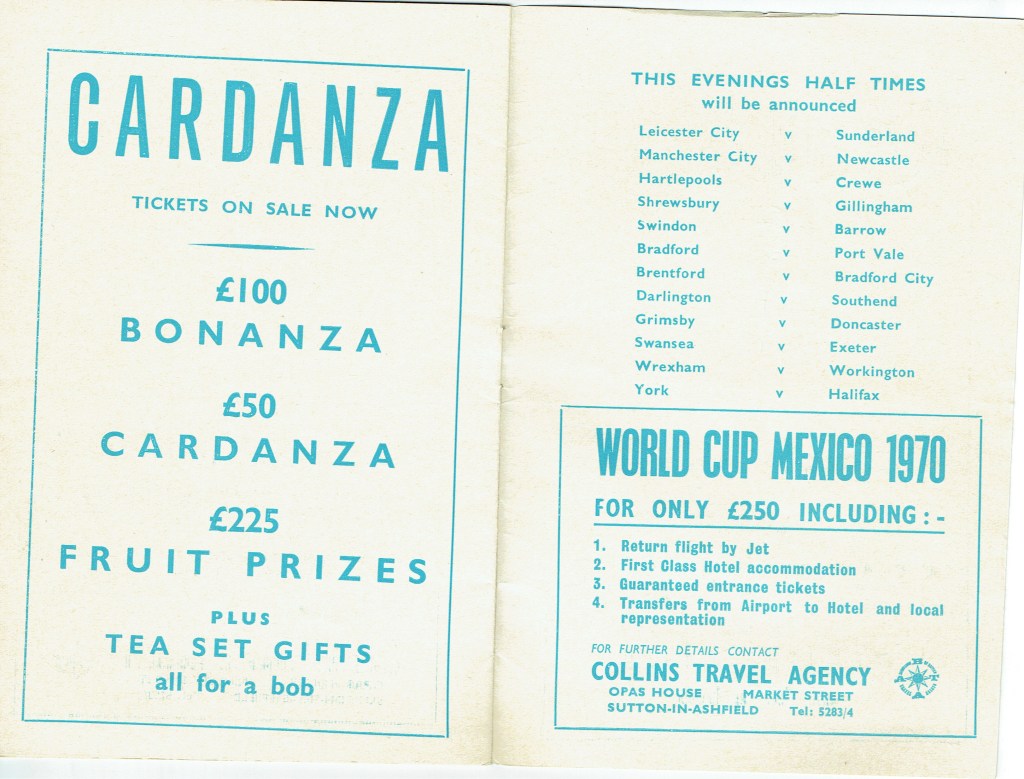 CARDANZA
TICKETS ON SALE NOW
£100
BONANZA
£50
CARDANZA
£225
FRUIT PRIZES
PLUS
TEA SET GIFTS
all for a bob
THIS EVENINGS HALF TIMES
will be announced
Leicester City v Sunderland
Manchester City v Newcastle
Hartlepools v Crewe
Shrewsbury v Gillingham
Swindon v Barrow
Bradford v Port Vale
Brentford v Bradford City
Darlington v Southend
Grimsby v Doncaster
Swansea v Exeter
Wrexham v Workington
York v Halifax
WORLD CUP MEXICO 1970
FOR ONLY £250 INCLUDING : -
1. Return flight by Jet
2. First Class Hotel accommodation
3. Guaranteed entrance tickets
4. Transfers from Airport to Hotel and local
representation
FOR FURTHER DETAILS CONTACT
COLLINS TRAVEL AGENCY
OPAS HOUSE MARKET STREET
SUTTON-IN-ASHFIELD Tel: 5283/4